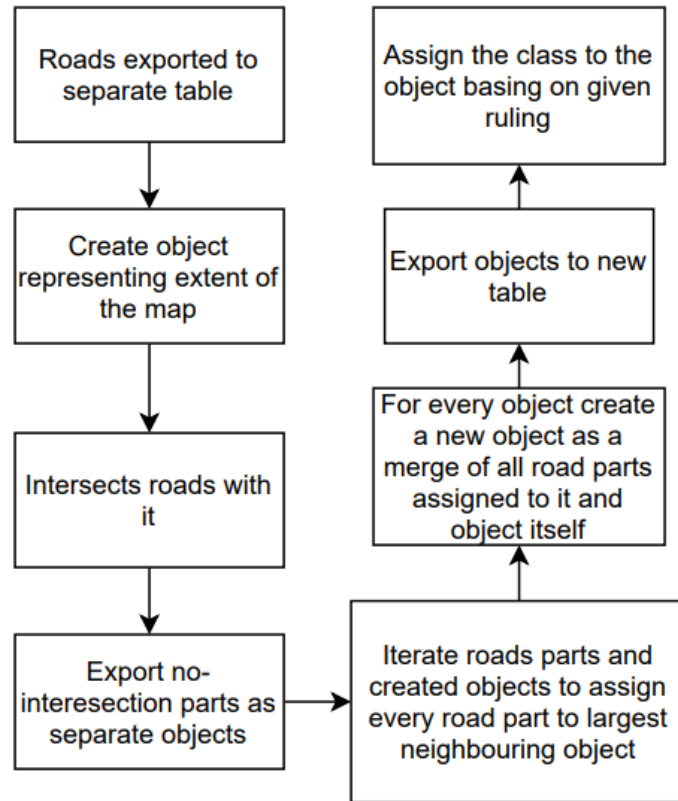 Roads exported to
separate table
Create object
representing extent of
the map
Intersects roads with
it
Export no-
interesection parts as
separate objects
Iterate roads parts and
created objects to assign
every road part to largest
neighbouring object
For every object create
a new object as a
merge of all road parts
assigned to it and
object itself
Export objects to new
table
Assign the class to the
object basing on given
ruling